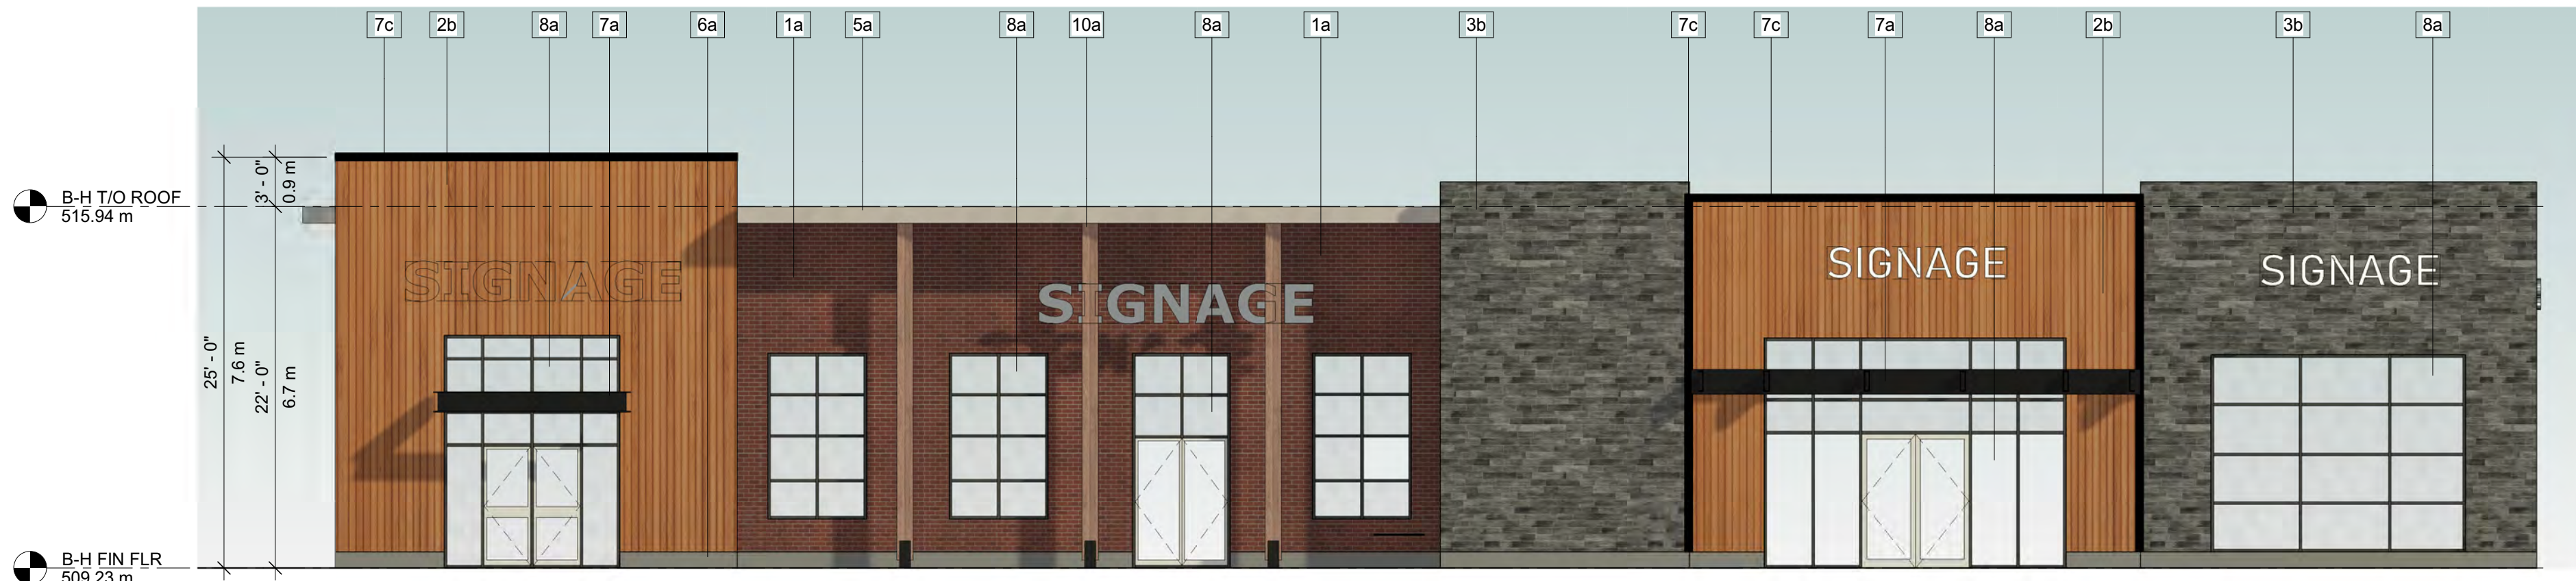 7c 2b 8a 7a 6a 1a 5a 8a 10a 8a 1a 3b 7c 7c 7a 8a 2b 3b 8a
3' - 0"
0.9 m
B-H T/O ROOF
515.94 m
SIGNAGE
SIGNAGE
SIGNAGE
SIGNAGE
25' - 0"
7.6 m
22' - 0"
6.7 m
B-H FIN FLR
509.23 m